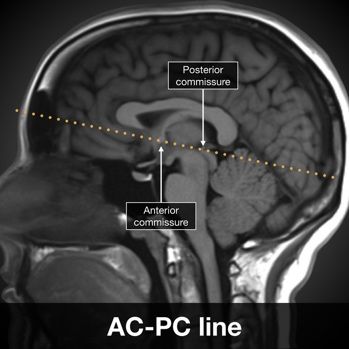 Posterior
commissure
Anterior
commissure
AC-PC line